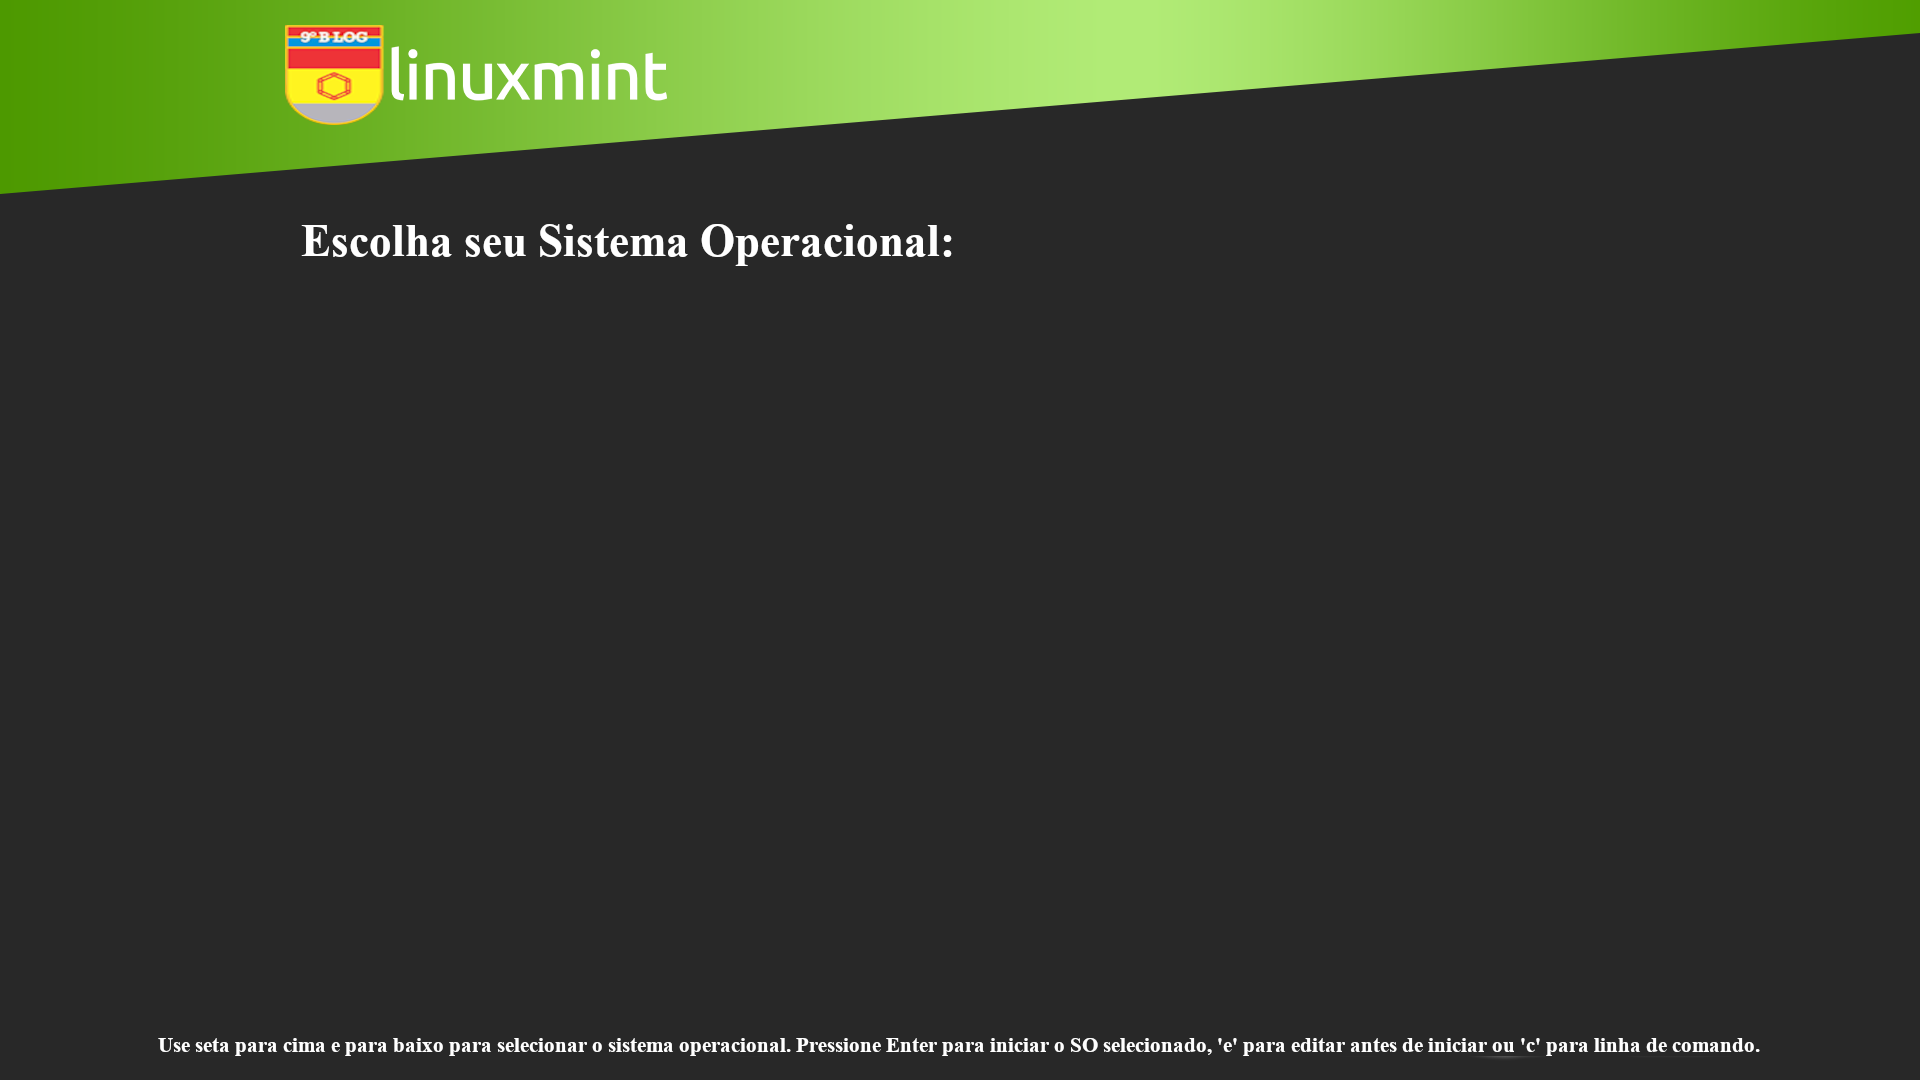 9º B LOG
linuxmint
Escolha seu Sistema Operacional:
Use seta para cima e para baixo para selecionar o sistema operacional. Pressione Enter para iniciar o SO selecionado, 'e' para editar antes de iniciar ou 'c' para linha de comando.